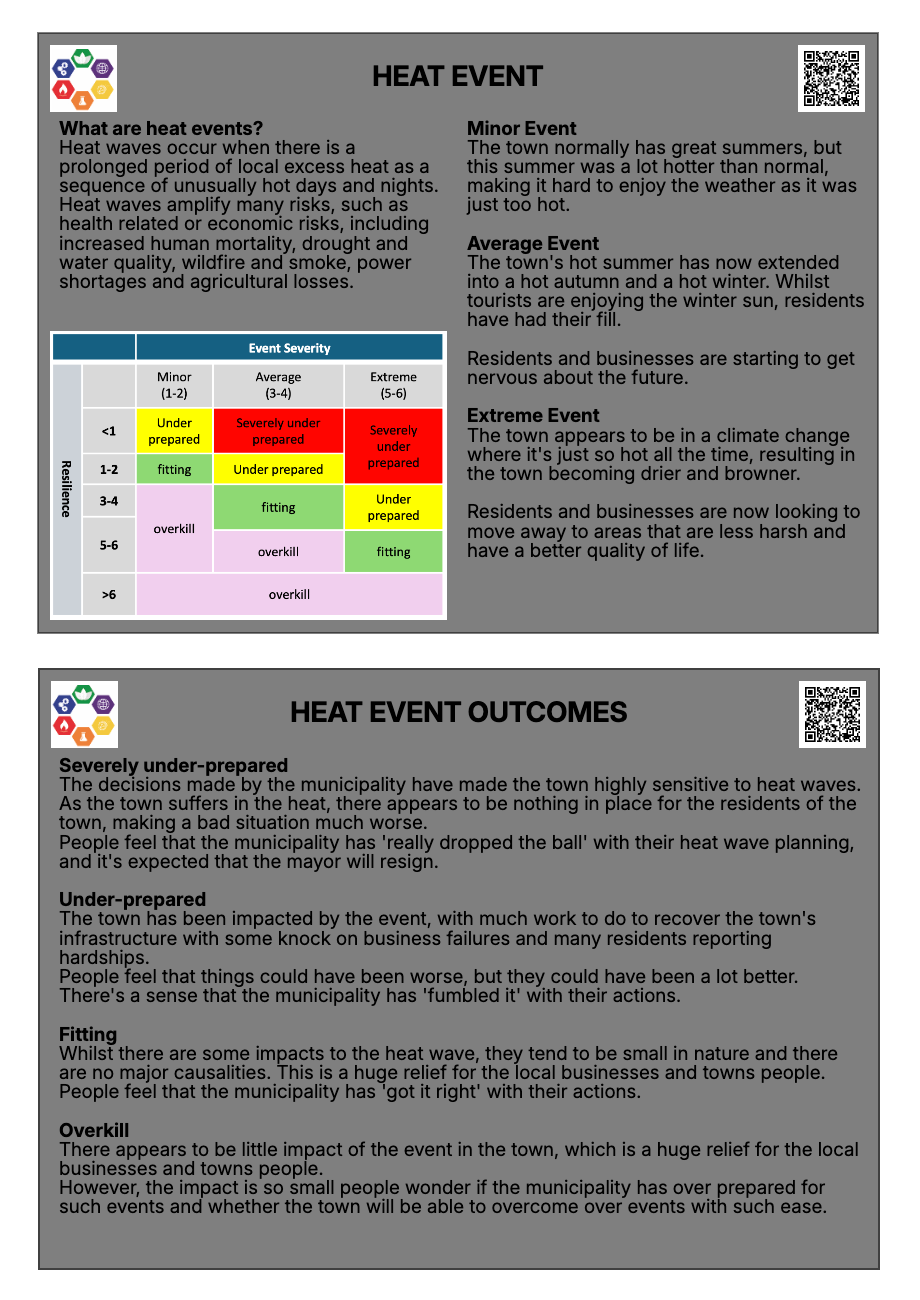 HEAT EVENT
What are heat events?
Heat waves occur when there is a
prolonged period of local excess heat as a
sequence of unusually hot days and nights.
Heat waves amplify many risks, such as
health related or economic risks, including
increased human mortality, drought and
water quality, wildfire and smoke, power
shortages and agricultural losses.
Event Severity
Minor
(1-2)
Average
(3-4)
Extreme
(5-6)
Resilience
<1
Under
prepared
Severely under
prepared
Severely
under
prepared
1-2
fitting
Under prepared
3-4
overkill
fitting
Under
prepared
5-6
overkill
fitting
>6
overkill
Minor Event
The town normally has great summers, but
this summer was a lot hotter than normal,
making it hard to enjoy the weather as it was
just too hot.
Average Event
The town's hot summer has now extended
into a hot autumn and a hot winter. Whilst
tourists are enjoying the winter sun, residents
have had their fill.
Residents and businesses are starting to get
nervous about the future.
Extreme Event
The town appears to be in a climate change
where it's just so hot all the time, resulting in
the town becoming drier and browner.
Residents and businesses are now looking to
move away to areas that are less harsh and
have a better quality of life.
HEAT EVENT OUTCOMES
Severely under-prepared
The decisions made by the municipality have made the town highly sensitive to heat waves.
As the town suffers in the heat, there appears to be nothing in place for the residents of the
town, making a bad situation much worse.
People feel that the municipality has 'really dropped the ball' with their heat wave planning,
and it's expected that the mayor will resign.
Under-prepared
The town has been impacted by the event, with much work to do to recover the town's
infrastructure with some knock on business failures and many residents reporting
hardships.
People feel that things could have been worse, but they could have been a lot better.
There's a sense that the municipality has 'fumbled it' with their actions.
Fitting
Whilst there are some impacts to the heat wave, they tend to be small in nature and there
are no major causalities. This is a huge relief for the local businesses and towns people.
People feel that the municipality has 'got it right' with their actions.
Overkill
There appears to be little impact of the event in the town, which is a huge relief for the local
businesses and towns people.
However, the impact is so small people wonder if the municipality has over prepared for
such events and whether the town will be able to overcome over events with such ease.